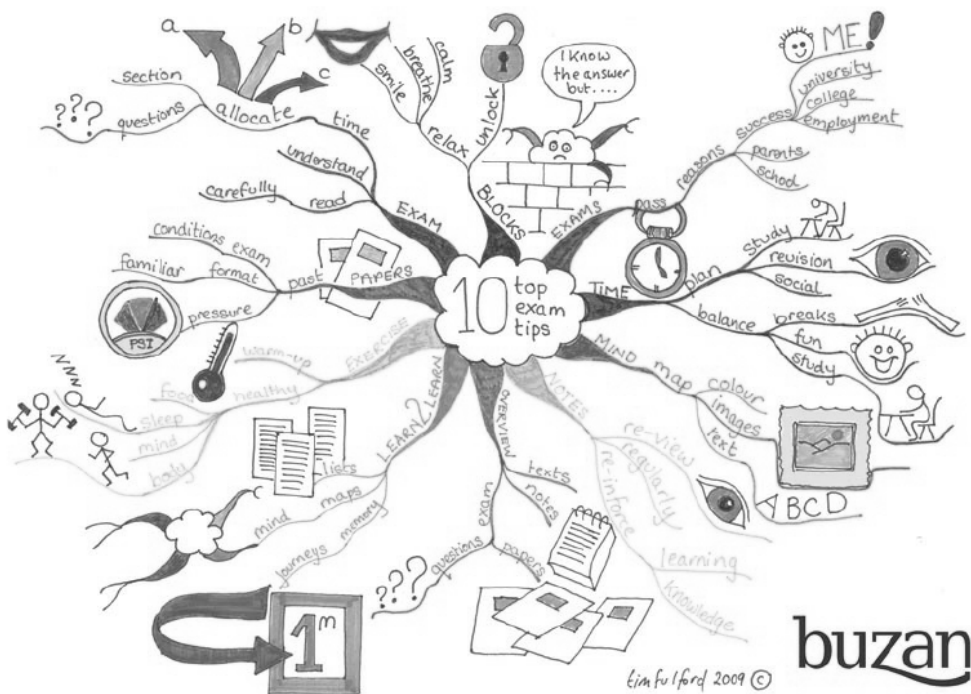 10 top
exam
tips
EXAMS
pass
reasons
success
ME!
university
college
employment
parents
school
TIME
plan
study
revision
social
balance
breaks
fun
study
MIND
map
colour
images
text
ABCD
NOTES
re-view
regularly
re-inforce
learning
knowledge
OVERVIEW
texts
notes
exam
papers
questions
???
LEARN 2 LEARN
lists
mind maps
memory
journeys
1m
EXERCISE
warm-up
healthy
food
sleep
zzz
mind
body
PAPERS
past
exam
conditions
format
familiar
pressure
PSI
EXAM
time
allocate
a
b
c
section
questions
???
understand
read
carefully
BLOCKS
relax
calm
breathe
smile
unlock
I know
the answer
but....
timfulford 2009 ©
buzan